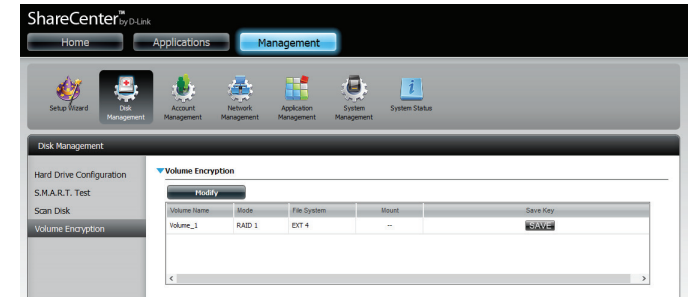 ShareCenter™ by D-Link
Home Applications Management
Setup Wizard Disk Management Account Management Network Management Application Management System Management System Status
Disk Management
Hard Drive Configuration
S.M.A.R.T. Test
Scan Disk
Volume Encryption
Volume Encryption
Modify
Volume Name Mode File System Mount Save Key
Volume_1 RAID 1 EXT 4 -- SAVE